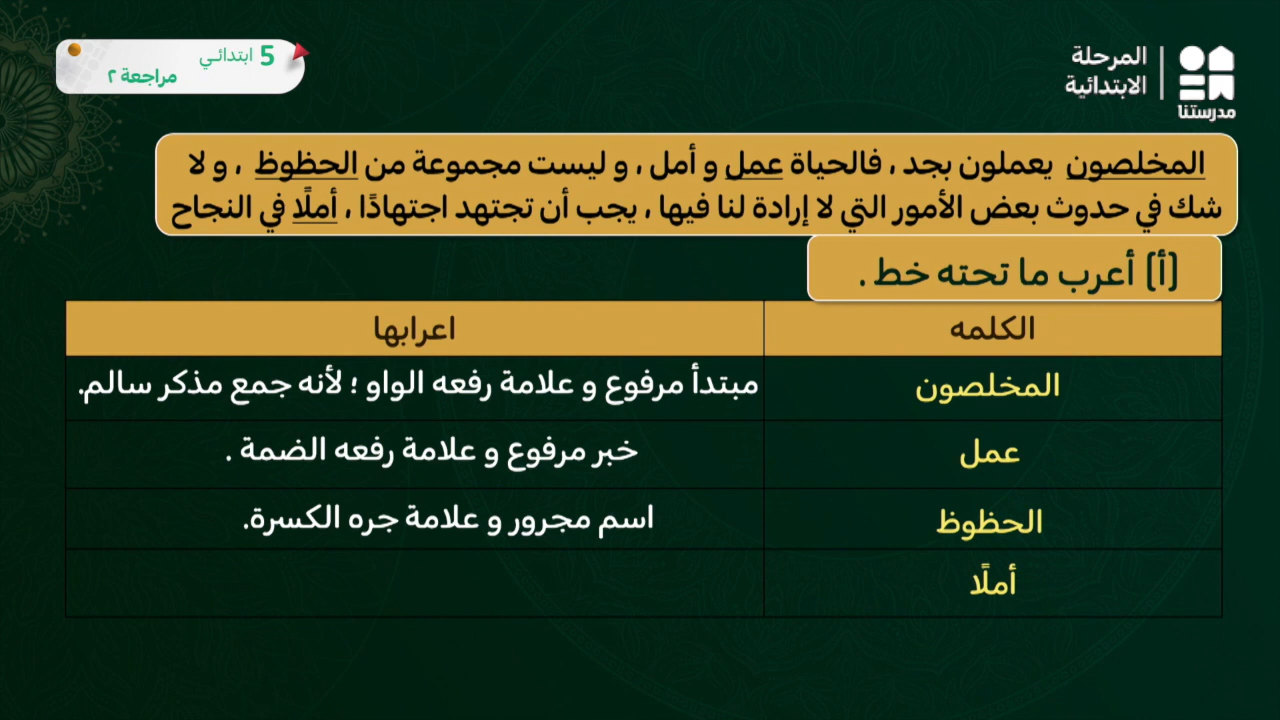 المرحلة
الابتدائية
مدرستنا
5 ابتدائي
مراجعة ٢
المخلصون يعملون بجد ، فالحياة عمل و أمل ، و ليست مجموعة من الحظوظ ، و لا
شك في حدوث بعض الأمور التي لا إرادة لنا فيها ، يجب أن تجتهد اجتهادًا ، أملًا في النجاح
(أ) أعرب ما تحته خط .
الكلمه اعرابها
المخلصون مبتدأ مرفوع و علامة رفعه الواو ؛ لأنه جمع مذكر سالم.
عمل خبر مرفوع و علامة رفعه الضمة .
الحظوظ اسم مجرور و علامة جره الكسرة.
أملًا